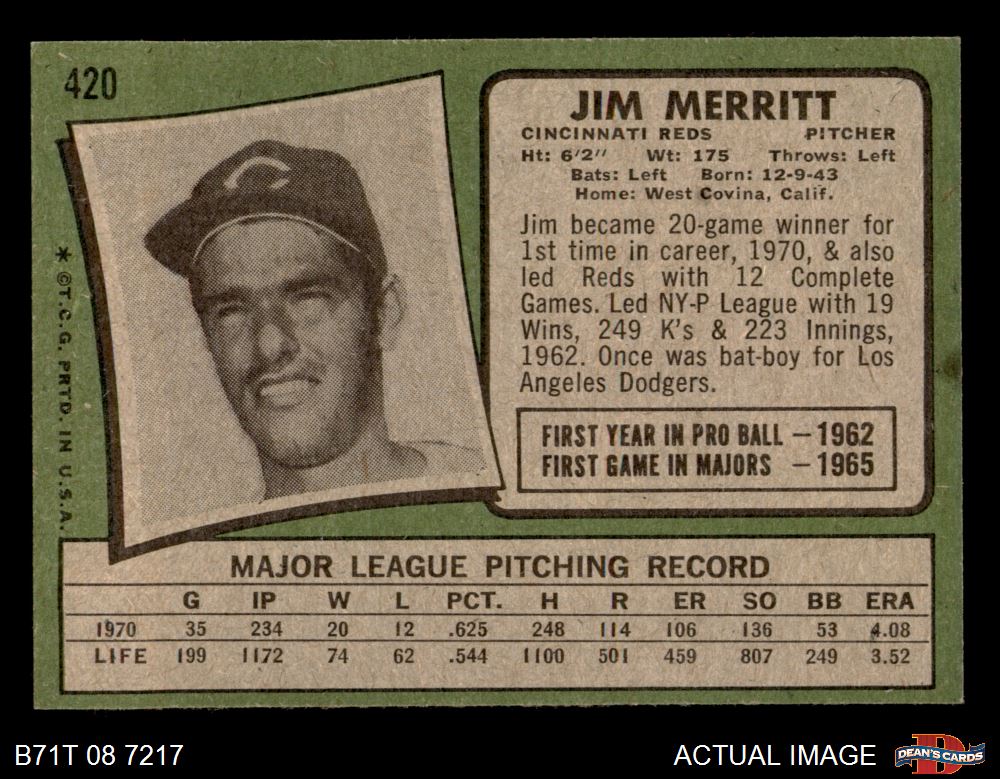 420
JIM MERRITT
CINCINNATI REDS PITCHER
Ht: 6'2" Wt: 175 Throws: Left
Bats: Left Born: 12-9-43
Home: West Covina, Calif.
Jim became 20-game winner for
1st time in career, 1970, & also
led Reds with 12 Complete
Games. Led NY-P League with 19
Wins, 249 K's & 223 Innings,
1962. Once was bat-boy for Los
Angeles Dodgers.
FIRST YEAR IN PRO BALL – 1962
FIRST GAME IN MAJORS – 1965
* ©T.C.G. PRTD. IN U.S.A.
MAJOR LEAGUE PITCHING RECORD
G IP W L PCT. H R ER SO BB ERA
1970 35 234 20 12 .625 248 114 106 136 53 4.08
LIFE 199 1172 74 62 .544 1100 501 459 807 249 3.52
B71T 08 7217 ACTUAL IMAGE DEAN'S CARDS